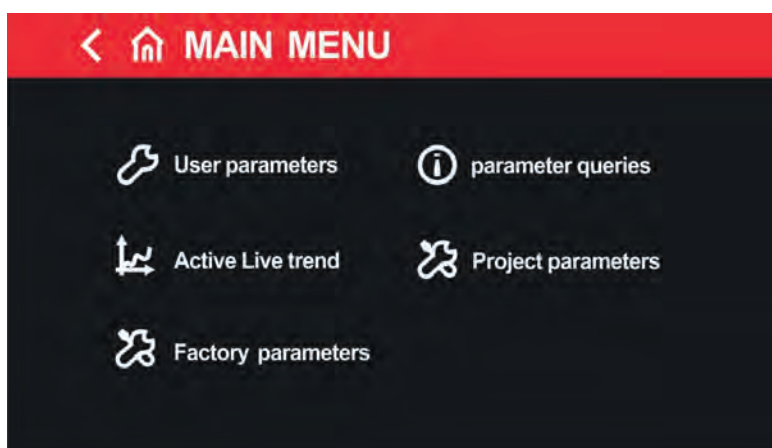 MAIN MENU
User parameters
parameter queries
Active Live trend
Project parameters
Factory parameters